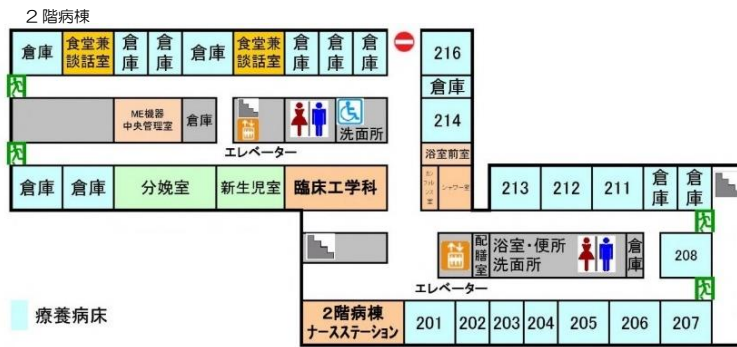 2階病棟
倉庫
食堂兼
談話室
倉庫
倉庫
倉庫
食堂兼
談話室
倉庫
倉庫
倉庫
216
倉庫
214
浴室前室
シャワー室
ME機器
中央管理室
倉庫
洗面所
エレベーター
倉庫
倉庫
分娩室
新生児室
臨床工学科
213
212
211
倉庫
倉庫
配膳室
浴室・便所
洗面所
倉庫
208
エレベーター
療養病床
2階病棟
ナースステーション
201
202
203
204
205
206
207